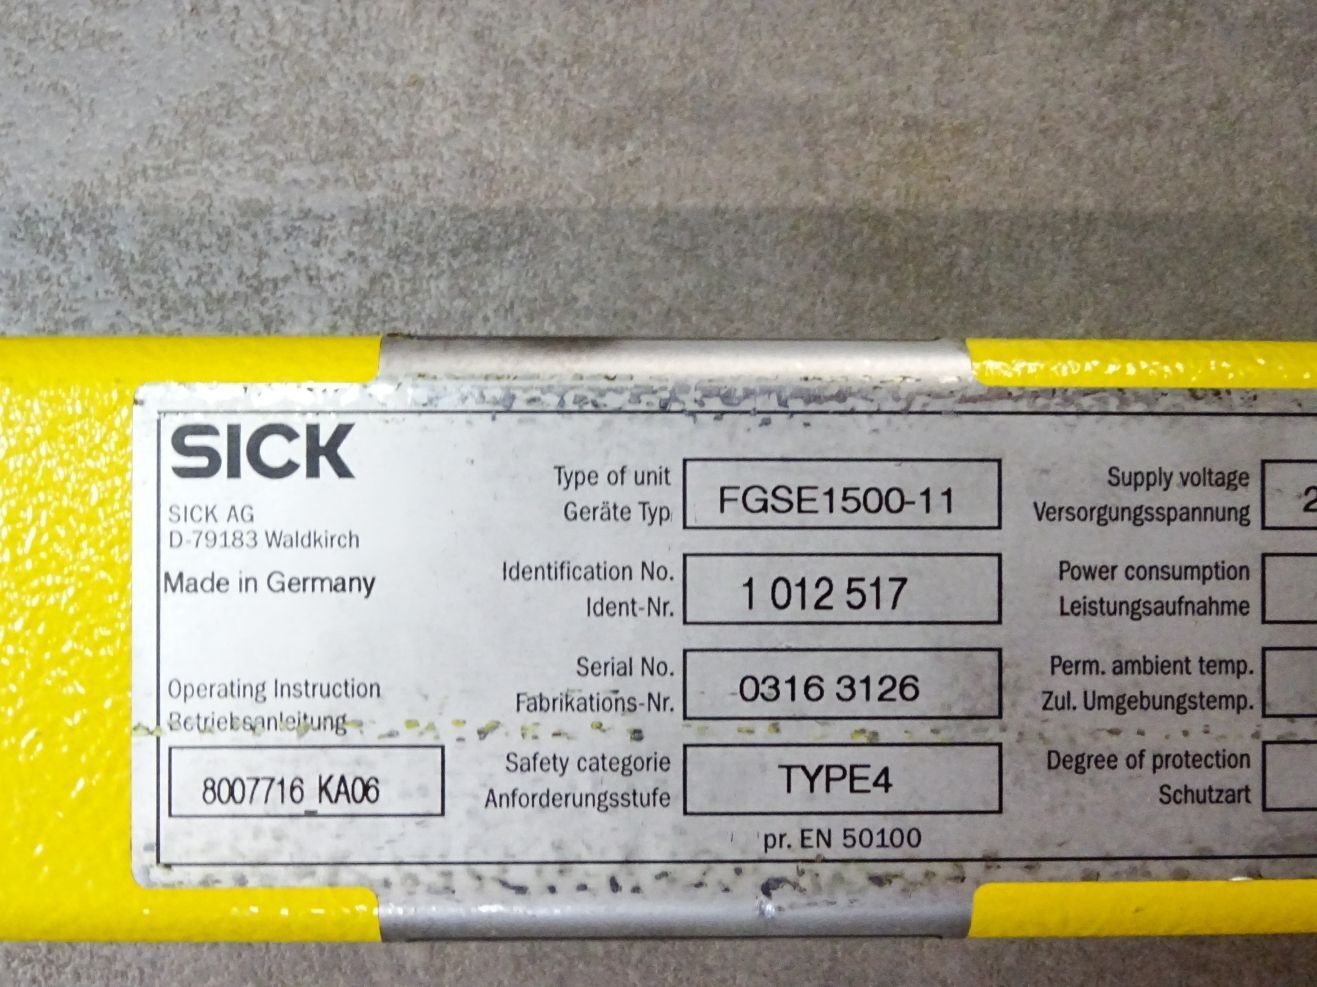 SICK
SICK AG
D-79183 Waldkirch
Made in Germany
Operating Instruction
Betriebsanleitung
8007716_KA06
Type of unit
Geräte Typ
FGSE1500-11
Identification No.
Ident-Nr.
1 012 517
Serial No.
Fabrikations-Nr.
0316 3126
Safety categorie
Anforderungsstufe
TYPE4
pr. EN 50100
Supply voltage
Versorgungsspannung
2
Power consumption
Leistungsaufnahme
Perm. ambient temp.
Zul. Umgebungstemp.
Degree of protection
Schutzart